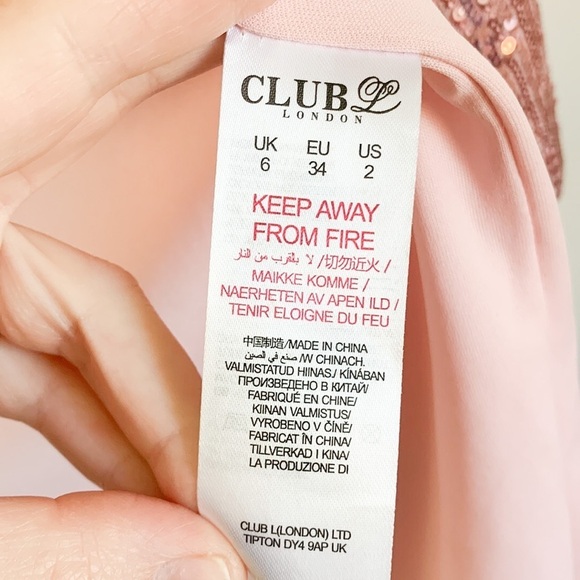 CLUB L
LONDON
UK EU US
6 34 2
KEEP AWAY
FROM FIRE
لا بلقرب من النار /切勿近火/
MAIKKE KOMME /
NAERHETEN AV APEN ILD /
TENIR ELOIGNE DU FEU
中国制造/MADE IN CHINA
صنع في الصين /W CHINACH.
VALMISTATUD HIINAS./ KÍNÁBAN
ПРОИЗВЕДЕНО В КИТАЙ/
FABRIQUÉ EN CHINE/
KIINAN VALMISTUS/
VYROBENO V ČÍNĚ/
FABRICAT ÎN CHINA/
TILLVERKAD I KINA/
LA PRODUZIONE DI
CLUB L(LONDON) LTD
TIPTON DY4 9AP UK